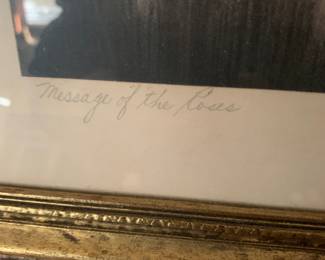 Message of the Roses